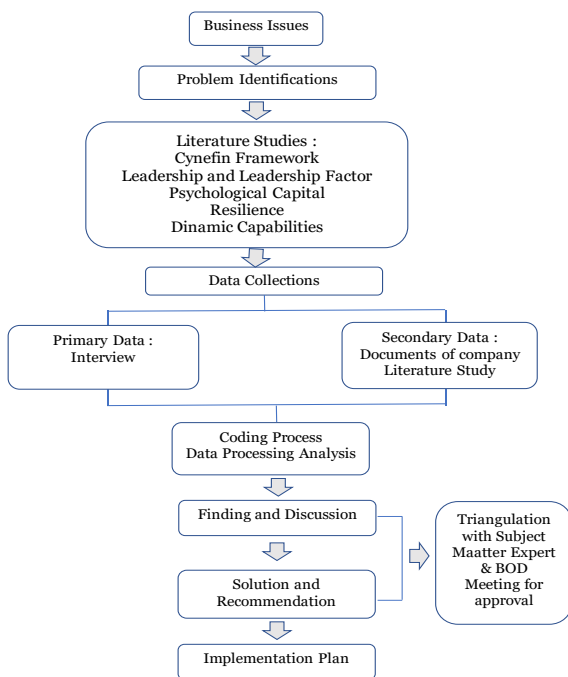 Business Issues
Problem Identifications
Literature Studies :
Cynefin Framework
Leadership and Leadership Factor
Psychological Capital
Resilience
Dinamic Capabilities
Data Collections
Primary Data :
Interview
Secondary Data :
Documents of company
Literature Study
Coding Process
Data Processing Analysis
Finding and Discussion
Solution and
Recommendation
Triangulation
with Subject
Maatter Expert
& BOD
Meeting for
approval
Implementation Plan